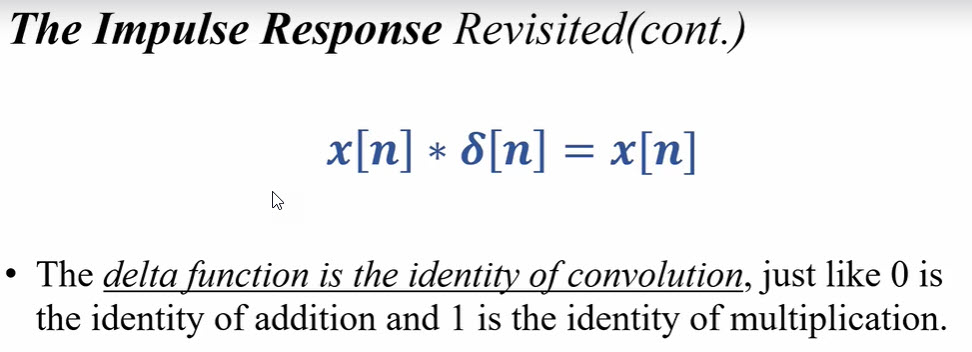 The Impulse Response Revisited(cont.)
x[n] * δ[n] = x[n]
• The delta function is the identity of convolution, just like 0 is
the identity of addition and 1 is the identity of multiplication.